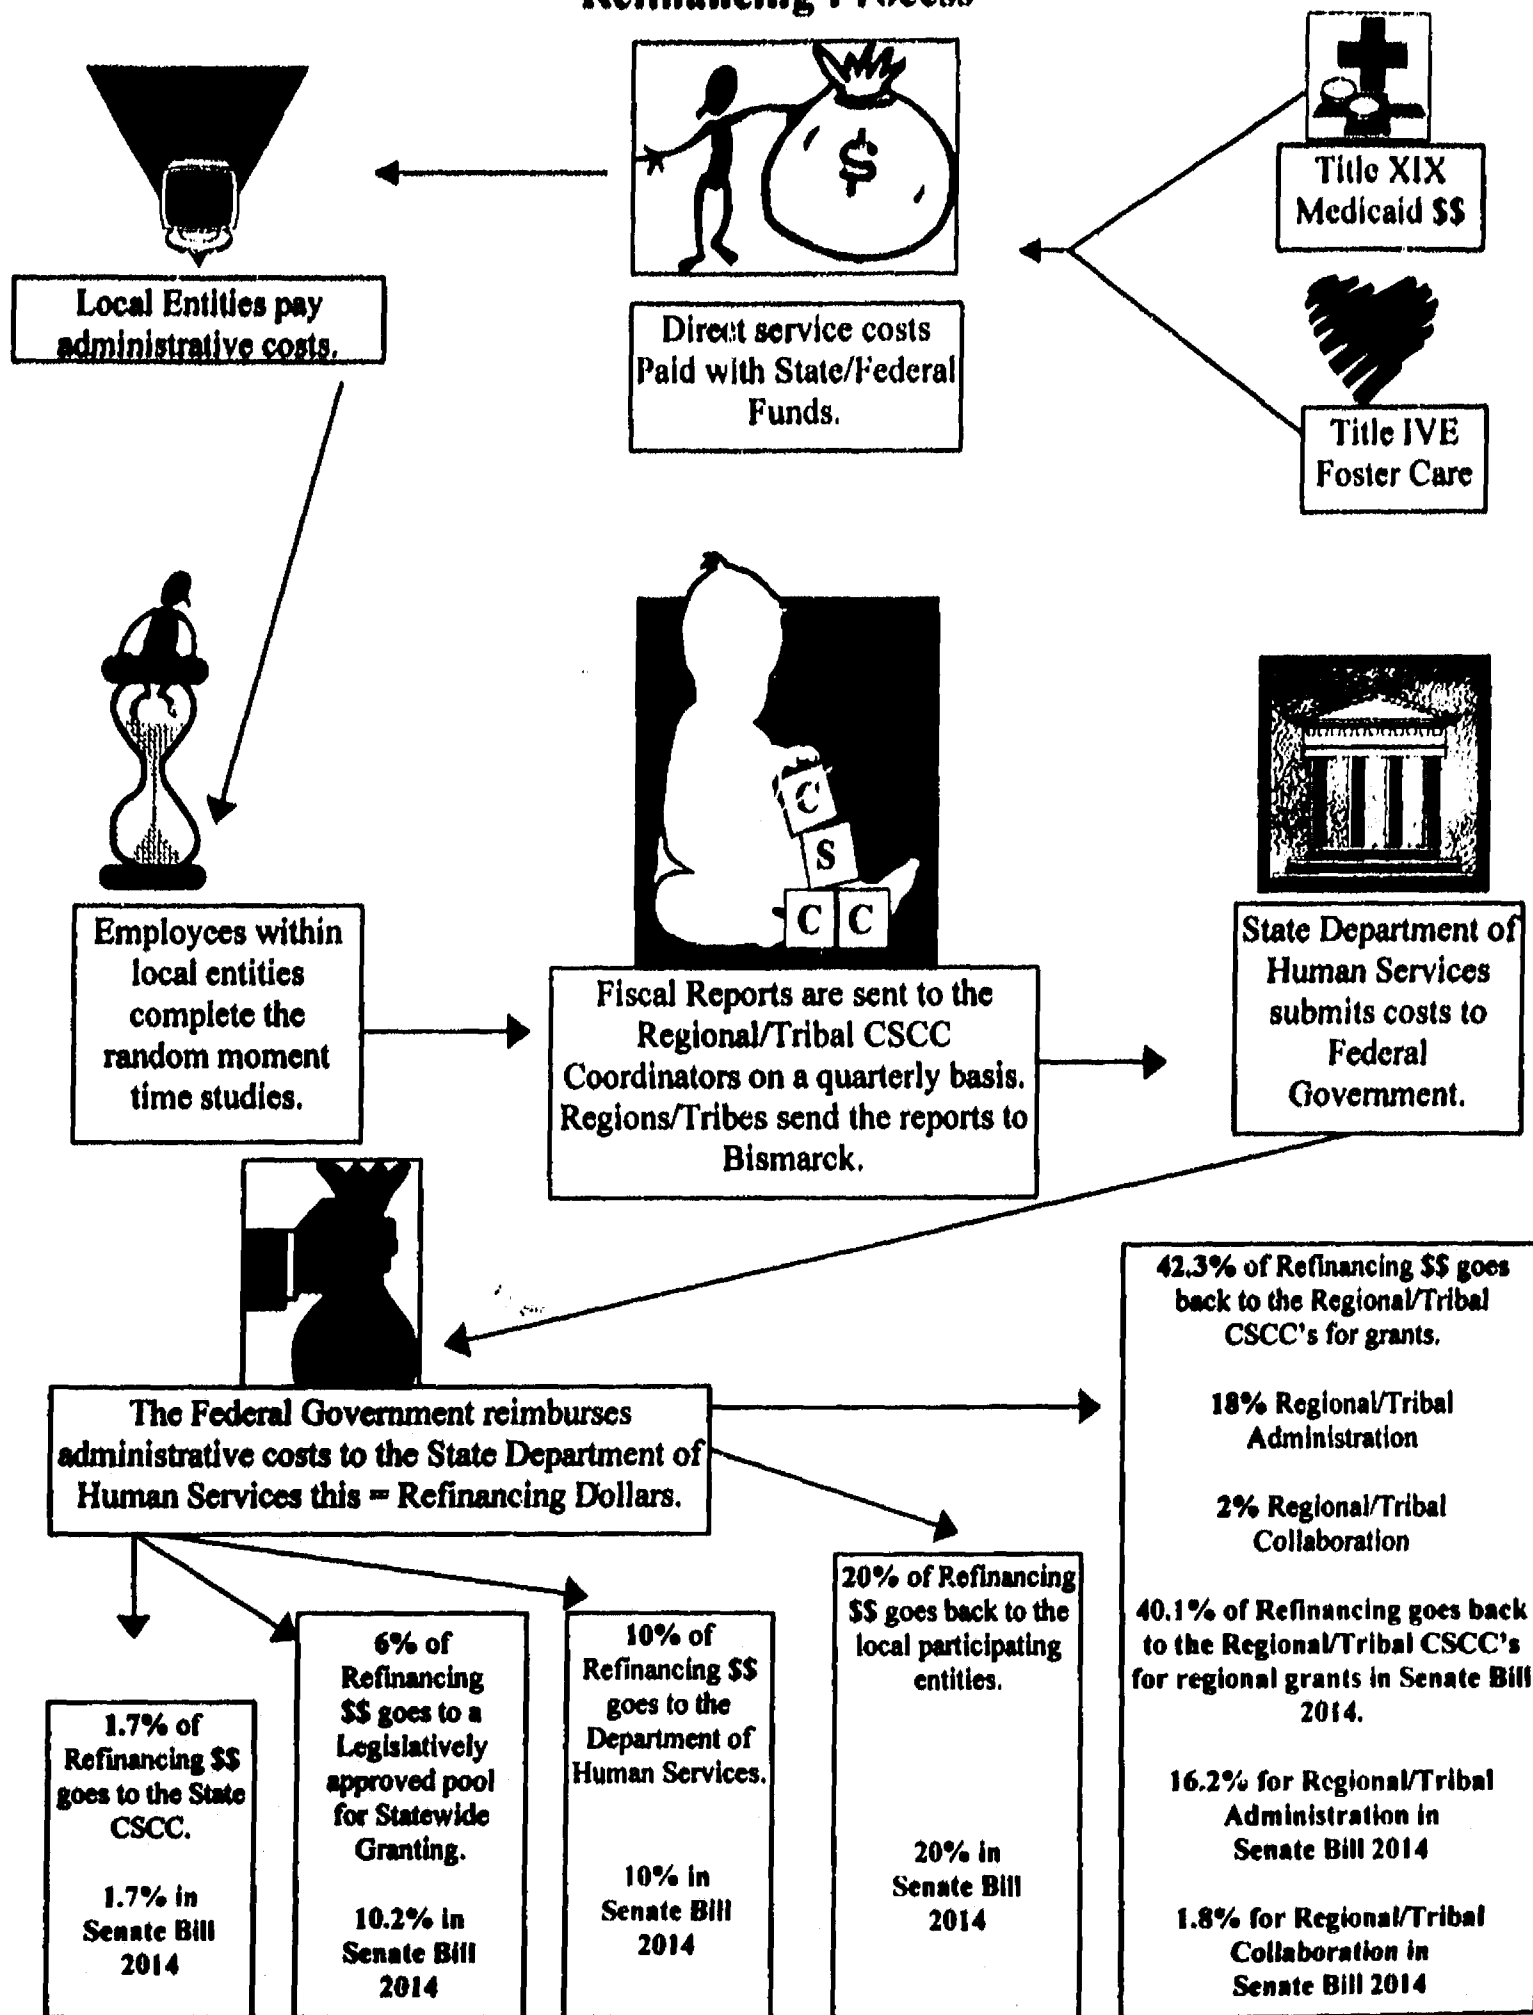 Refinancing Process
$
Title XIX
Medicaid $$
Local Entities pay
administrative costs.
Direct service costs
Paid with State/Federal
Funds.
Title IVE
Foster Care
C
S
C C
Employees within
local entities
complete the
random moment
time studies.
Fiscal Reports are sent to the
Regional/Tribal CSCC
Coordinators on a quarterly basis.
Regions/Tribes send the reports to
Bismarck.
State Department of
Human Services
submits costs to
Federal
Government.
The Federal Government reimburses
administrative costs to the State Department of
Human Services this = Refinancing Dollars.
1.7% of
Refinancing $$
goes to the State
CSCC.
1.7% in
Senate Bill
2014
6% of
Refinancing
$$ goes to a
Legislatively
approved pool
for Statewide
Granting.
10.2% in
Senate Bill
2014
10% of
Refinancing $$
goes to the
Department of
Human Services.
10% in
Senate Bill
2014
20% of Refinancing
$$ goes back to the
local participating
entities.
20% in
Senate Bill
2014
42.3% of Refinancing $$ goes
back to the Regional/Tribal
CSCC's for grants.
18% Regional/Tribal
Administration
2% Regional/Tribal
Collaboration
40.1% of Refinancing goes back
to the Regional/Tribal CSCC's
for regional grants in Senate Bill
2014.
16.2% for Regional/Tribal
Administration in
Senate Bill 2014
1.8% for Regional/Tribal
Collaboration in
Senate Bill 2014